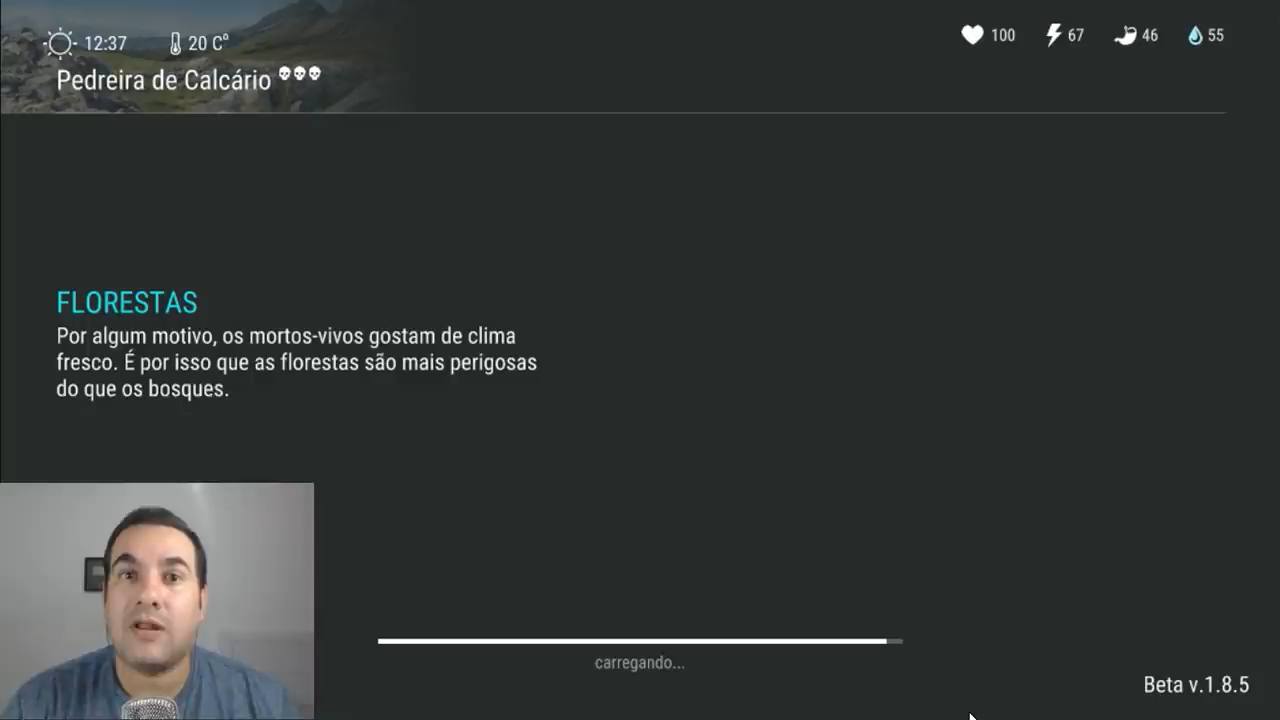 12:37 20 C°
100 67 46 55
Pedreira de Calcário
FLORESTAS
Por algum motivo, os mortos-vivos gostam de clima
fresco. É por isso que as florestas são mais perigosas
do que os bosques.
carregando...
Beta v.1.8.5